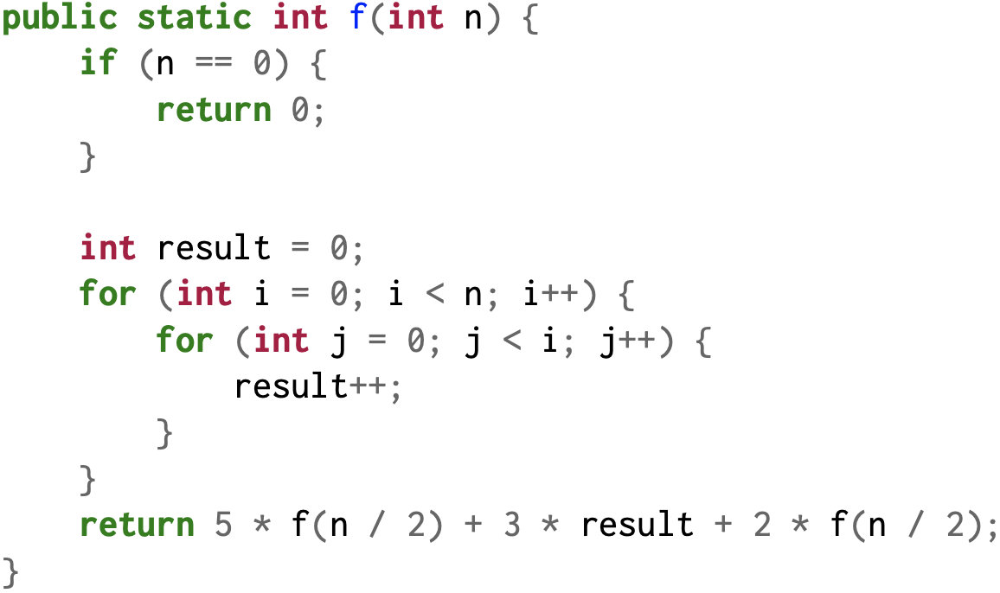 public static int f(int n) {
    if (n == 0) {
        return 0;
    }

    int result = 0;
    for (int i = 0; i < n; i++) {
        for (int j = 0; j < i; j++) {
            result++;
        }
    }
    return 5 * f(n / 2) + 3 * result + 2 * f(n / 2);
}